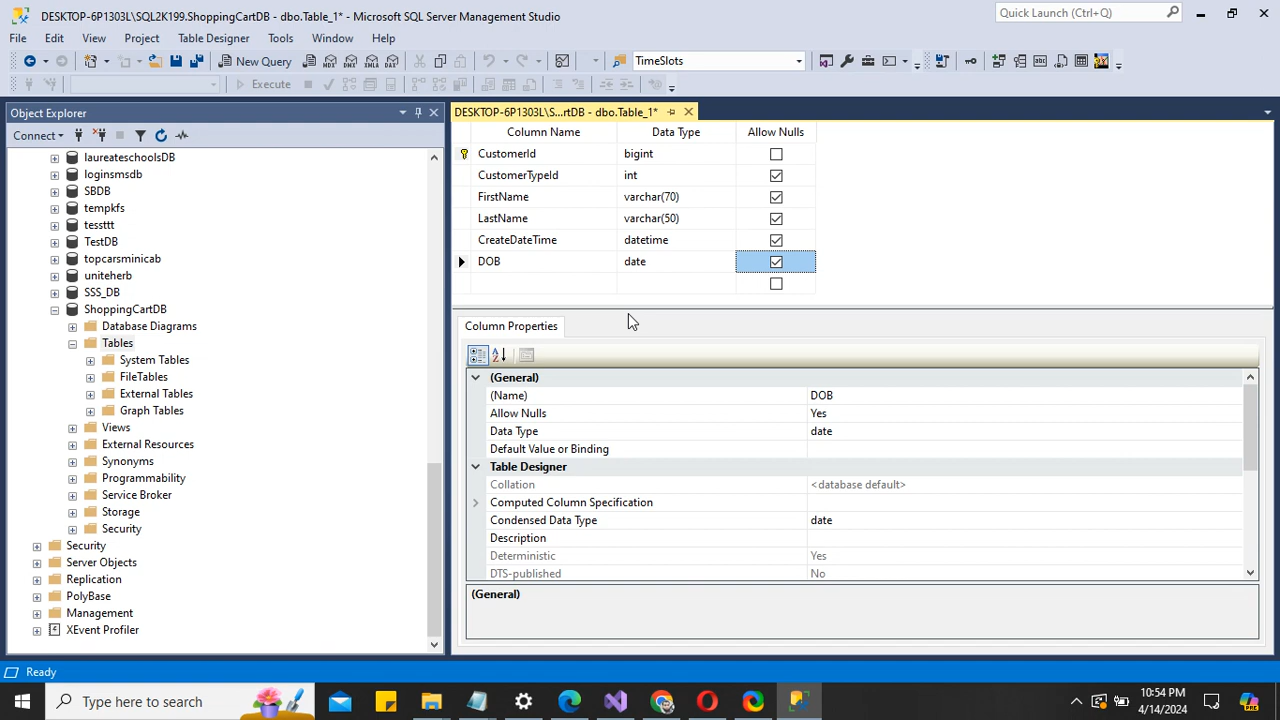 DESKTOP-6P1303L\SQL2K199.ShoppingCartDB - dbo.Table_1* - Microsoft SQL Server Management Studio
Quick Launch (Ctrl+Q)
File Edit View Project Table Designer Tools Window Help
New Query
TimeSlots
Execute
Object Explorer
Connect
laureateschoolsDB
loginsmsdb
SBDB
tempkfs
tessttt
TestDB
topcarsminicab
uniteherb
SSS_DB
ShoppingCartDB
Database Diagrams
Tables
System Tables
FileTables
External Tables
Graph Tables
Views
External Resources
Synonyms
Programmability
Service Broker
Storage
Security
Security
Server Objects
Replication
PolyBase
Management
XEvent Profiler
DESKTOP-6P1303L\S...rtDB - dbo.Table_1*
Column Name Data Type Allow Nulls
CustomerId bigint
CustomerTypeId int
FirstName varchar(70)
LastName varchar(50)
CreateDateTime datetime
DOB date
Column Properties
(General)
(Name) DOB
Allow Nulls Yes
Data Type date
Default Value or Binding
Table Designer
Collation <database default>
Computed Column Specification
Condensed Data Type date
Description
Deterministic Yes
DTS-published No
(General)
Ready
Type here to search
10:54 PM
4/14/2024